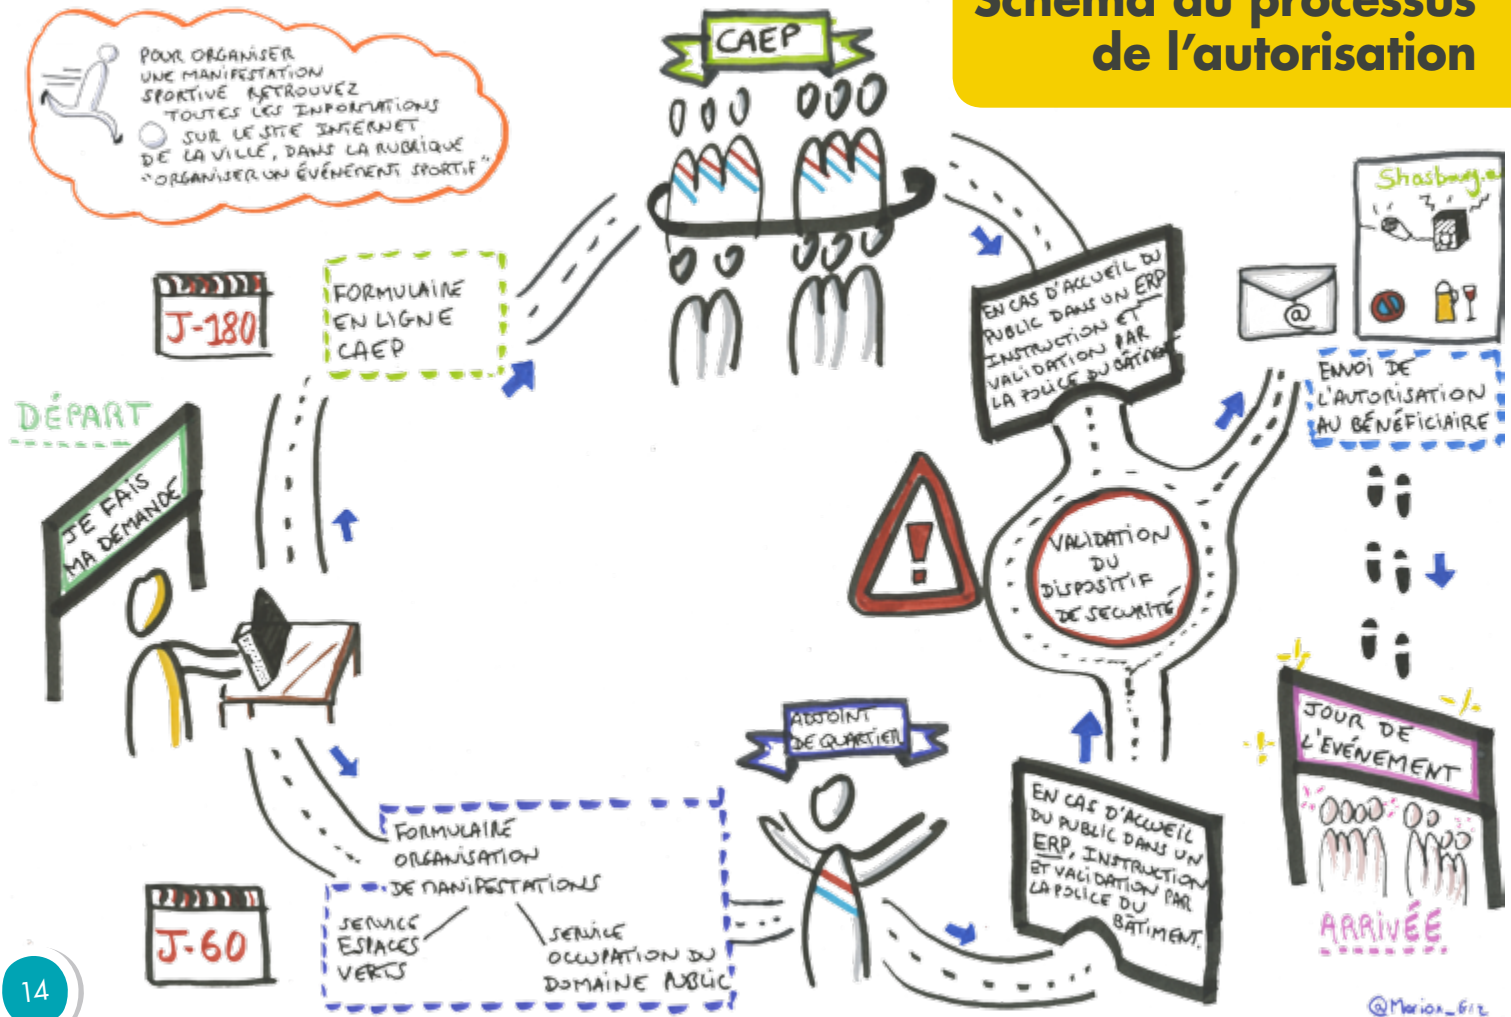 Schéma du processus
de l'autorisation
POUR ORGANISER
UNE MANIFESTATION
SPORTIVE RETROUVEZ
TOUTES LES INFORMATIONS
SUR LE SITE INTERNET
DE LA VILLE, DANS LA RUBRIQUE
"ORGANISER UN ÉVÉNEMENT SPORTIF"
CAEP
J-180
FORMULAIRE
EN LIGNE
CAEP
DÉPART
JE FAIS
MA DEMANDE
EN CAS D'ACCUEIL DU
PUBLIC DANS UN ERP
INSTRUCTION ET
VALIDATION PAR
LA POLICE DU BÂTIMENT
@
ENVOI DE
L'AUTORISATION
AU BÉNÉFICIAIRE
!
VALIDATION
DU
DISPOSITIF
DE SÉCURITÉ
J-60
FORMULAIRE
ORGANISATION
DE MANIFESTATIONS
SERVICE
ESPACES
VERTS
SERVICE
OCCUPATION DU
DOMAINE PUBLIC
ADJOINT
DE QUARTIER
EN CAS D'ACCUEIL
DU PUBLIC DANS UN
ERP, INSTRUCTION
ET VALIDATION PAR
LA POLICE DU
BÂTIMENT.
JOUR DE
L'EVÉNEMENT
ARRIVÉE
14